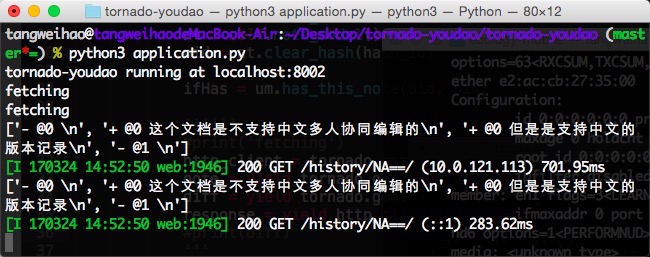 tornado-youdao — python3 application.py — python3 — Python — 80×12
tangweihao@tangweihaodeMacBook-Air:~/Desktop/tornado-youdao/tornado-youdao (mast
er*=) % python3 application.py
tornado-youdao running at localhost:8002
fetching
fetching
['- @0 \n', '+ @0 这个文档是不支持中文多人协同编辑的\n', '+ @0 但是是支持中文的
版本记录\n', '- @1 \n']
[I 170324 14:52:50 web:1946] 200 GET /history/NA==/ (10.0.121.113) 701.95ms
['- @0 \n', '+ @0 这个文档是不支持中文多人协同编辑的\n', '+ @0 但是是支持中文的
版本记录\n', '- @1 \n']
[I 170324 14:52:50 web:1946] 200 GET /history/NA==/ (::1) 283.62ms